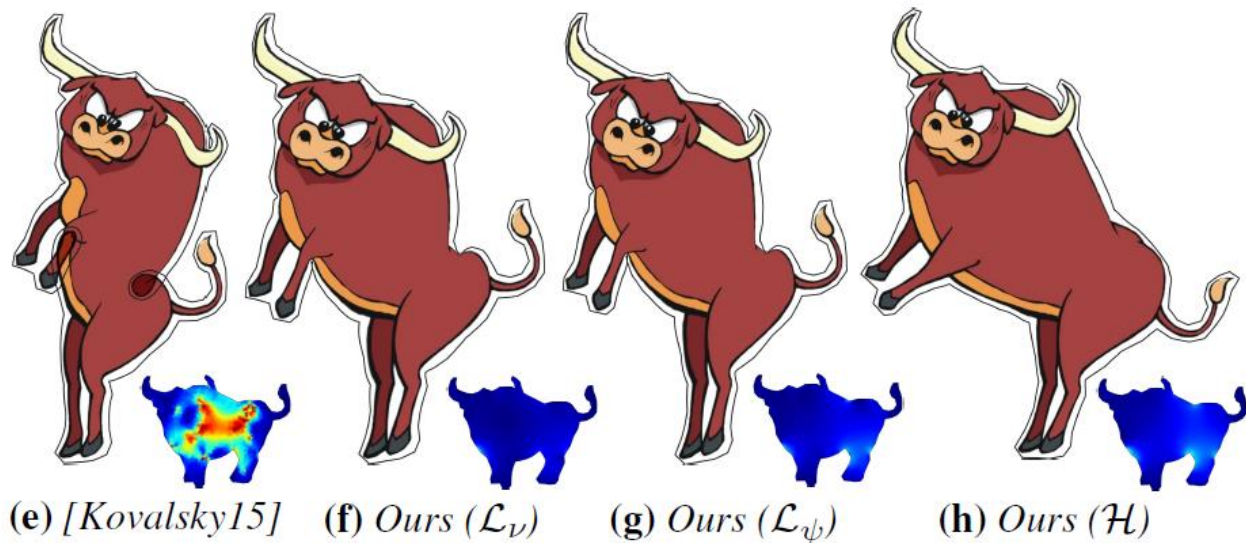 (e) [Kovalsky15] (f) Ours (ℒ_ν) (g) Ours (ℒ_ψ) (h) Ours (ℋ)